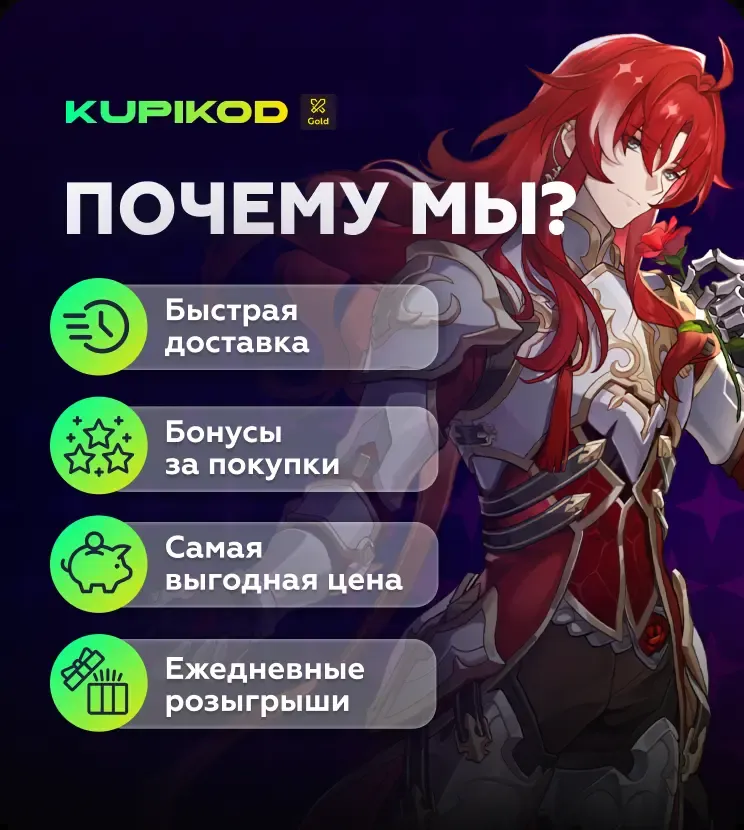 KUPIKOD
Gold
ПОЧЕМУ МЫ?
Быстрая
доставка
Бонусы
за покупки
Самая
выгодная цена
Ежедневные
розыгрыши